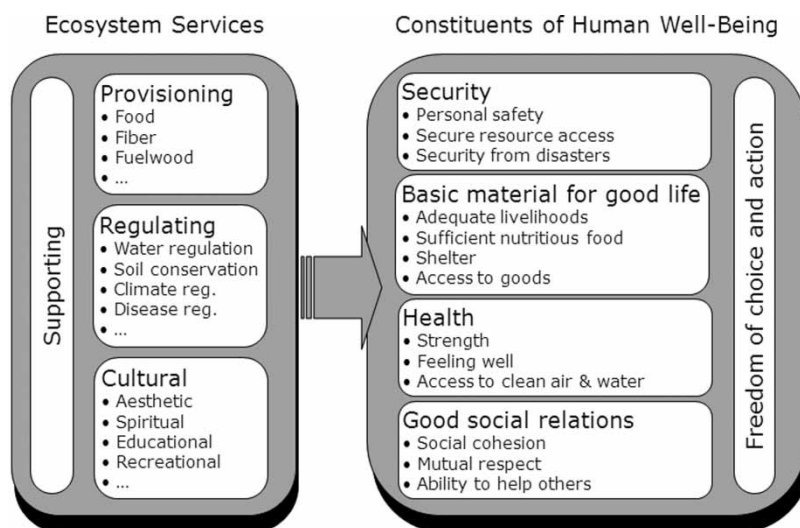 Ecosystem Services
Supporting
Provisioning
• Food
• Fiber
• Fuelwood
• ...
Regulating
• Water regulation
• Soil conservation
• Climate reg.
• Disease reg.
• ...
Cultural
• Aesthetic
• Spiritual
• Educational
• Recreational
• ...
Constituents of Human Well-Being
Security
• Personal safety
• Secure resource access
• Security from disasters
Basic material for good life
• Adequate livelihoods
• Sufficient nutritious food
• Shelter
• Access to goods
Health
• Strength
• Feeling well
• Access to clean air & water
Good social relations
• Social cohesion
• Mutual respect
• Ability to help others
Freedom of choice and action